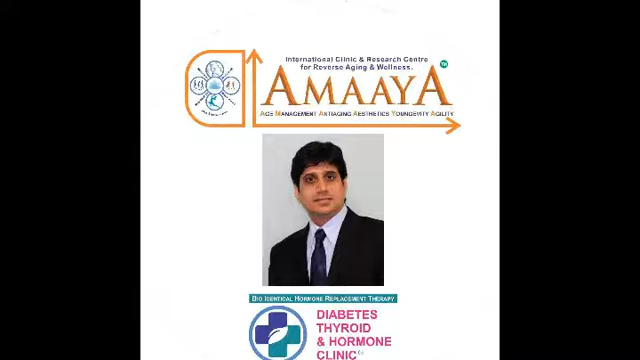 International Clinic & Research Centre
for Reverse Aging & Wellness.
AMAAYA
AGE MANAGEMENT ANTIAGING AESTHETICS YOUNGEVITY AGILITY
BIO IDENTICAL HORMONE REPLACEMENT THERAPY
DIABETES
THYROID
& HORMONE
CLINIC